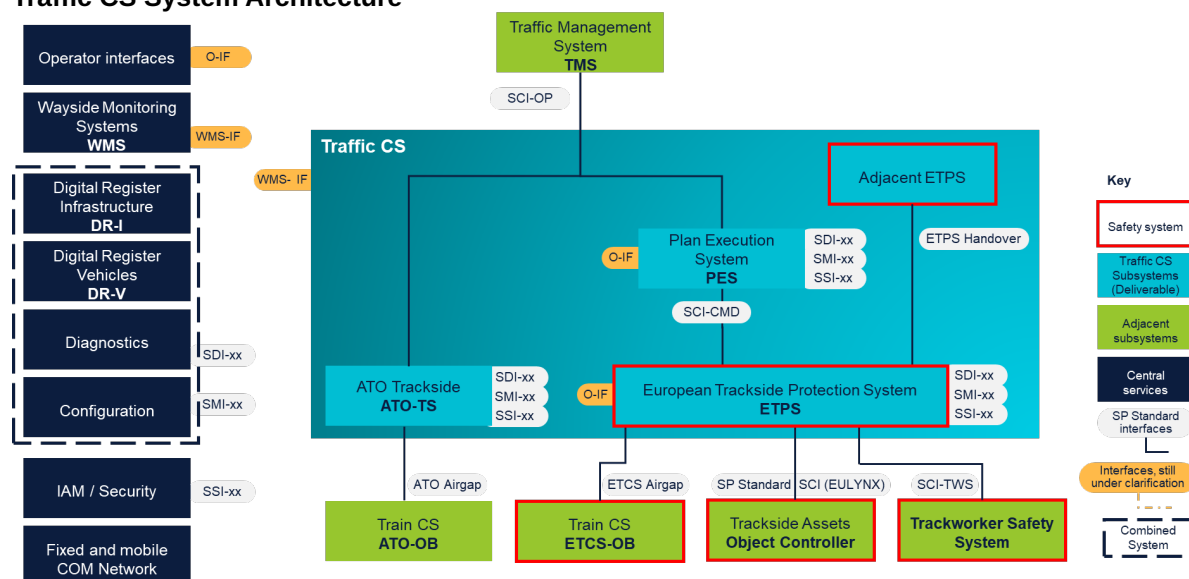 Traffic CS System Architecture
Operator interfaces
O-IF
Wayside Monitoring
Systems
WMS
WMS-IF
Digital Register
Infrastructure
DR-I
Digital Register
Vehicles
DR-V
Diagnostics
SDI-xx
Configuration
SMI-xx
IAM / Security
SSI-xx
Fixed and mobile
COM Network
Traffic Management
System
TMS
SCI-OP
WMS- IF
Traffic CS
Adjacent ETPS
ETPS Handover
O-IF
Plan Execution
System
PES
SDI-xx
SMI-xx
SSI-xx
SCI-CMD
ATO Trackside
ATO-TS
SDI-xx
SMI-xx
SSI-xx
O-IF
European Trackside Protection System
ETPS
SDI-xx
SMI-xx
SSI-xx
ATO Airgap
ETCS Airgap
SP Standard SCI (EULYNX)
SCI-TWS
Train CS
ATO-OB
Train CS
ETCS-OB
Trackside Assets
Object Controller
Trackworker Safety
System
Key
Safety system
Traffic CS
Subsystems
(Deliverable)
Adjacent
subsystems
Central
services
SP Standard
interfaces
Interfaces, still
under clarification
Combined
System